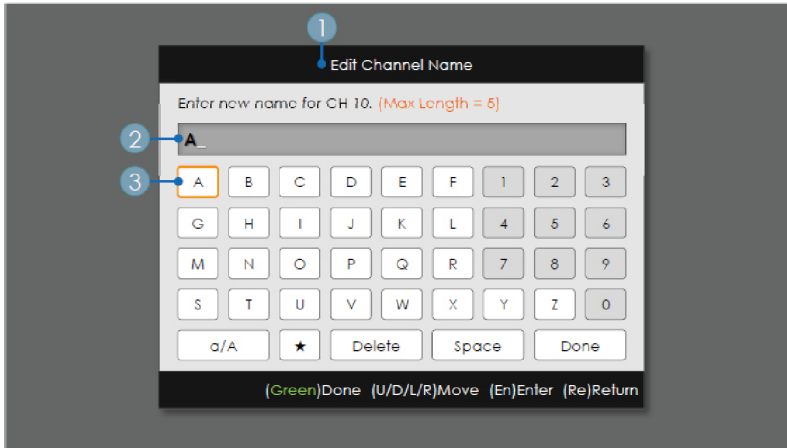 1
Edit Channel Name
Enter new name for CH 10. (Max Length = 5)
2 A_
3 A B C D E F 1 2 3
G H I J K L 4 5 6
M N O P Q R 7 8 9
S T U V W X Y Z 0
a/A ★ Delete Space Done
(Green)Done (U/D/L/R)Move (En)Enter (Re)Return